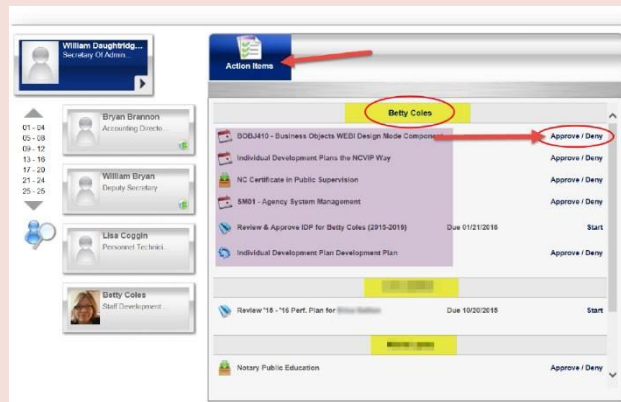 William Daughtridg...
Secretary Of Admin...
Action Items
01 - 04
05 - 08
09 - 12
13 - 16
17 - 20
21 - 24
25 - 25
Bryan Brannon
Accounting Directo...
William Bryan
Deputy Secretary
Lisa Coggin
Personnel Technici...
Betty Coles
Staff Development...
Betty Coles
BOBJ410 - Business Objects WEBI Design Mode Component
Approve / Deny
Individual Development Plans the NCVIP Way
Approve / Deny
NC Certificate in Public Supervision
Approve / Deny
SM01 - Agency System Management
Approve / Deny
Review & Approve IDP for Betty Coles (2015-2016)
Due 01/21/2016
Start
Individual Development Plan Development Plan
Approve / Deny
Review '15 - '16 Perf. Plan for
Due 10/20/2015
Start
Notary Public Education
Approve / Deny